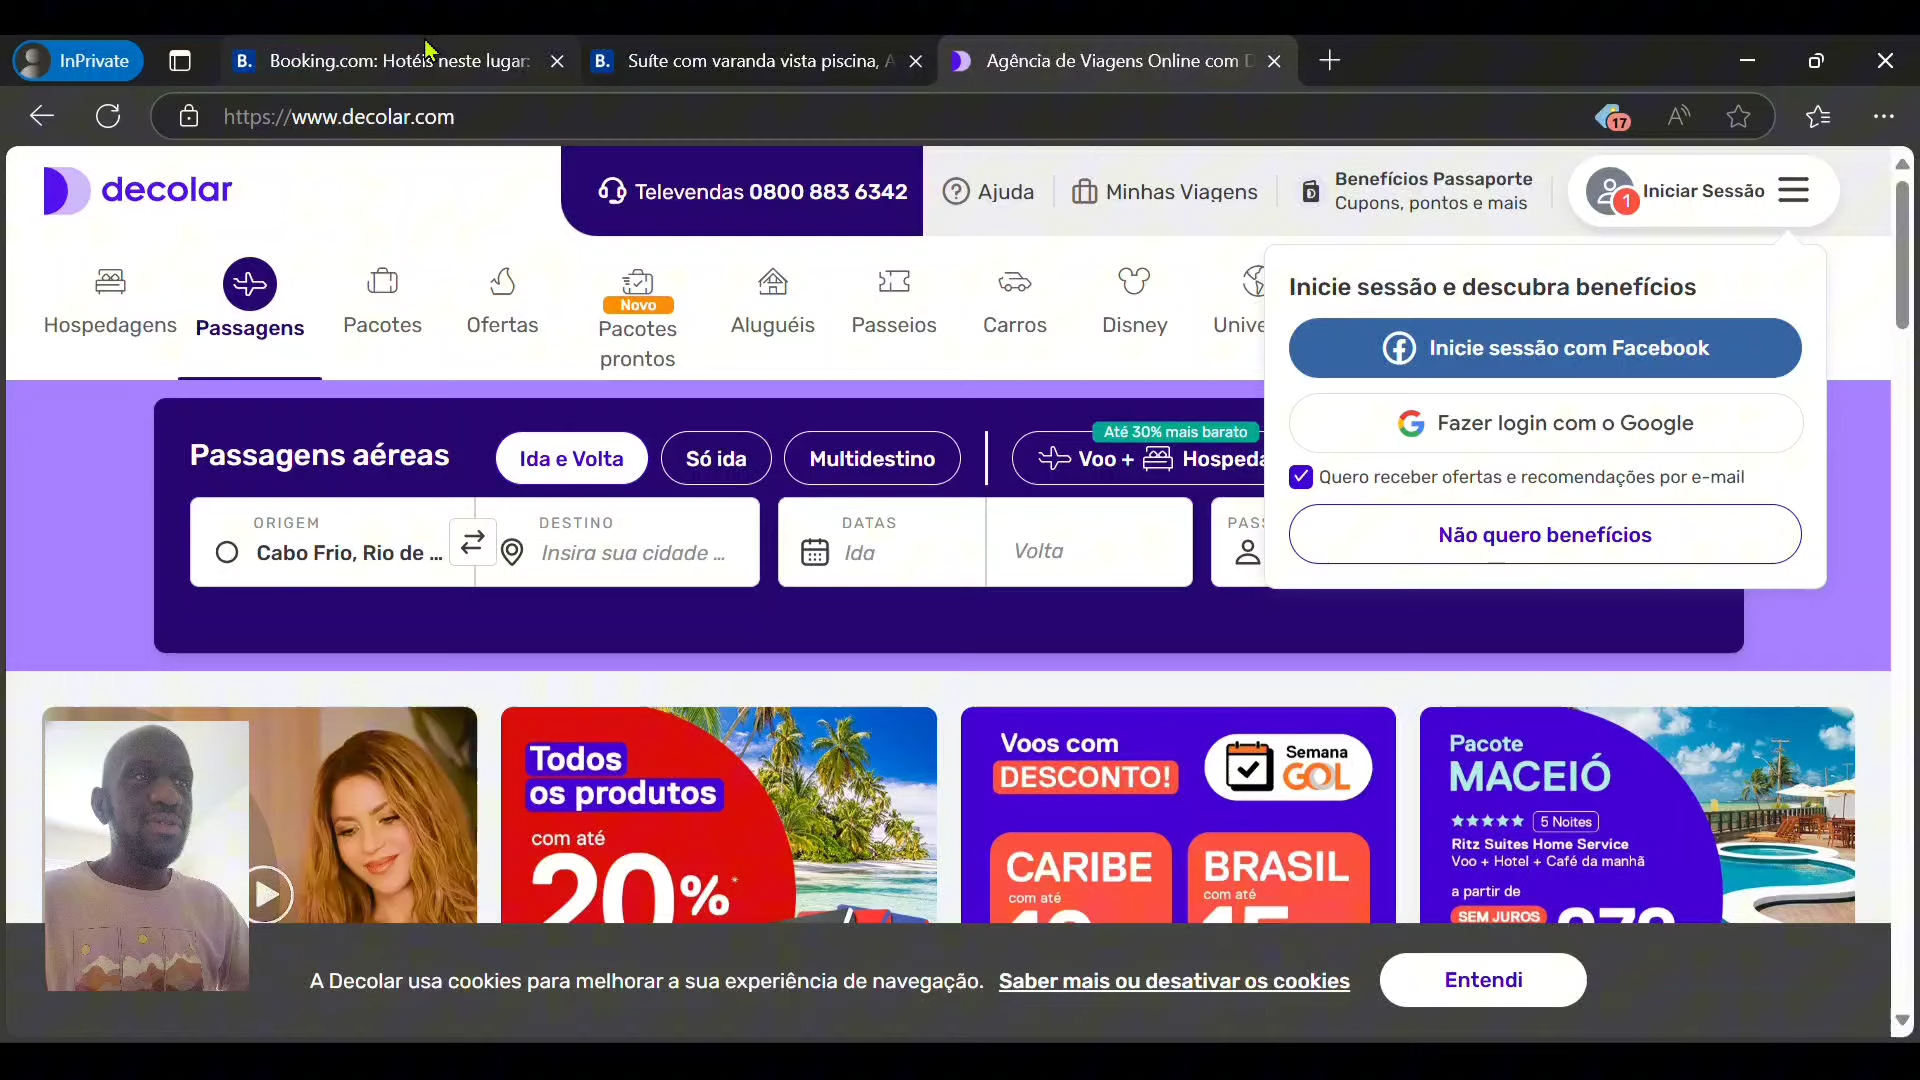 InPrivate
B. Booking.com: Hotéis neste lugar:
B. Suíte com varanda vista piscina, A
Agência de Viagens Online com D
https://www.decolar.com
17
decolar
Televendas 0800 883 6342
Ajuda
Minhas Viagens
Benefícios Passaporte
Cupons, pontos e mais
1
Iniciar Sessão
Hospedagens
Passagens
Pacotes
Ofertas
Novo
Pacotes
prontos
Aluguéis
Passeios
Carros
Disney
Unive
Inicie sessão e descubra benefícios
Inicie sessão com Facebook
Fazer login com o Google
Quero receber ofertas e recomendações por e-mail
Não quero benefícios
Passagens aéreas
Ida e Volta
Só ida
Multidestino
Até 30% mais barato
Voo + Hospeda
ORIGEM
Cabo Frio, Rio de ...
DESTINO
Insira sua cidade ...
DATAS
Ida
Volta
PAS
Todos
os produtos
com até
20%*
Voos com
DESCONTO!
Semana
GOL
CARIBE
com até
BRASIL
com até
Pacote
MACEIÓ
5 Noites
Ritz Suites Home Service
Voo + Hotel + Café da manhã
a partir de
SEM JUROS
A Decolar usa cookies para melhorar a sua experiência de navegação. Saber mais ou desativar os cookies
Entendi